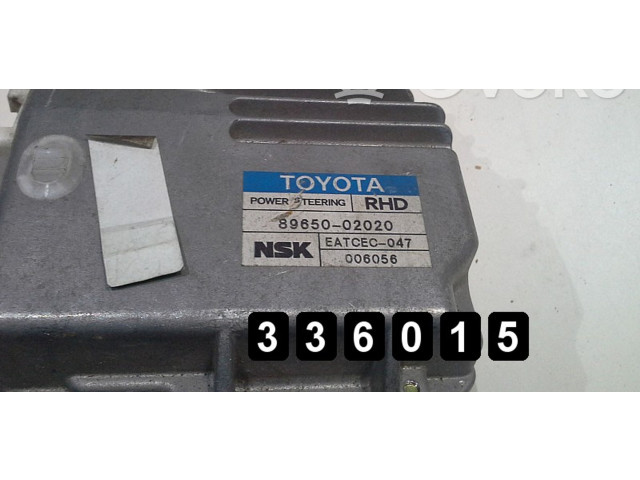 TOYOTA
POWER STEERING RHD
89650-02020
NSK EATCEC-047
006056
336015